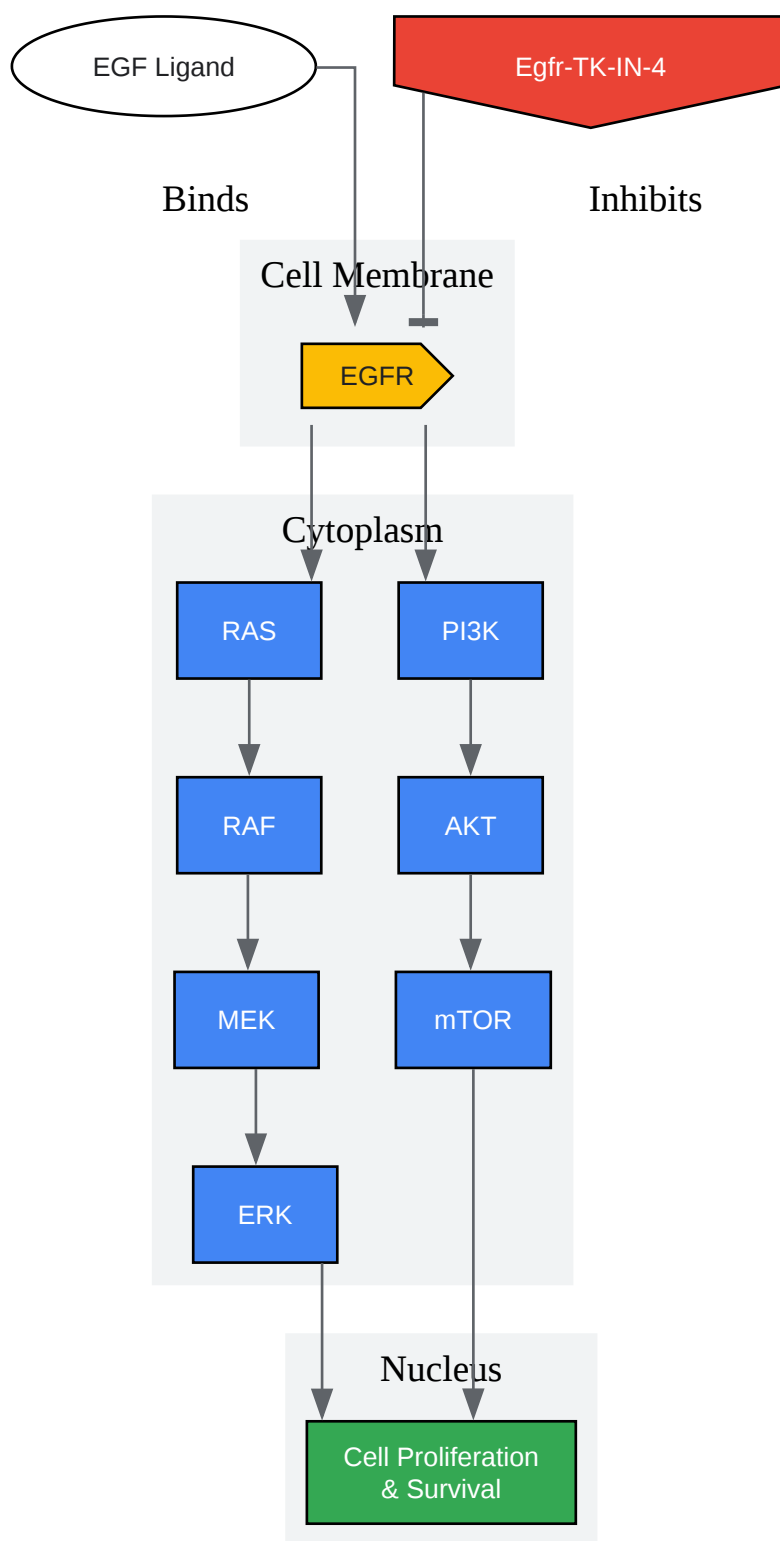 EGF Ligand
Egfr-TK-IN-4
Binds
Inhibits
Cell Membrane
EGFR
Cytoplasm
RAS
PI3K
RAF
AKT
MEK
mTOR
ERK
Nucleus
Cell Proliferation
& Survival